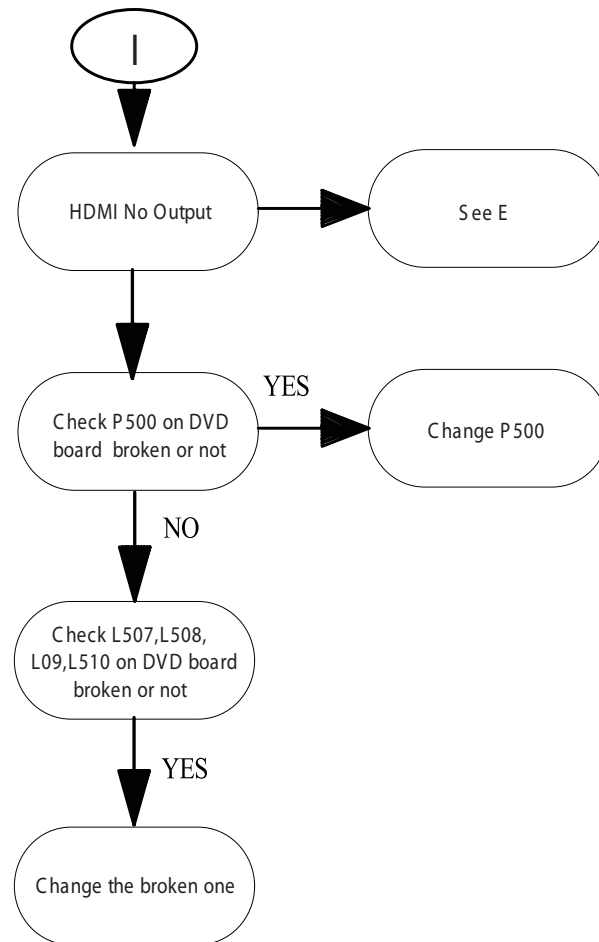 I
HDMI No Output
See E
Check P500 on DVD
board broken or not
YES
Change P500
NO
Check L507,L508,
L09,L510 on DVD board
broken or not
YES
Change the broken one